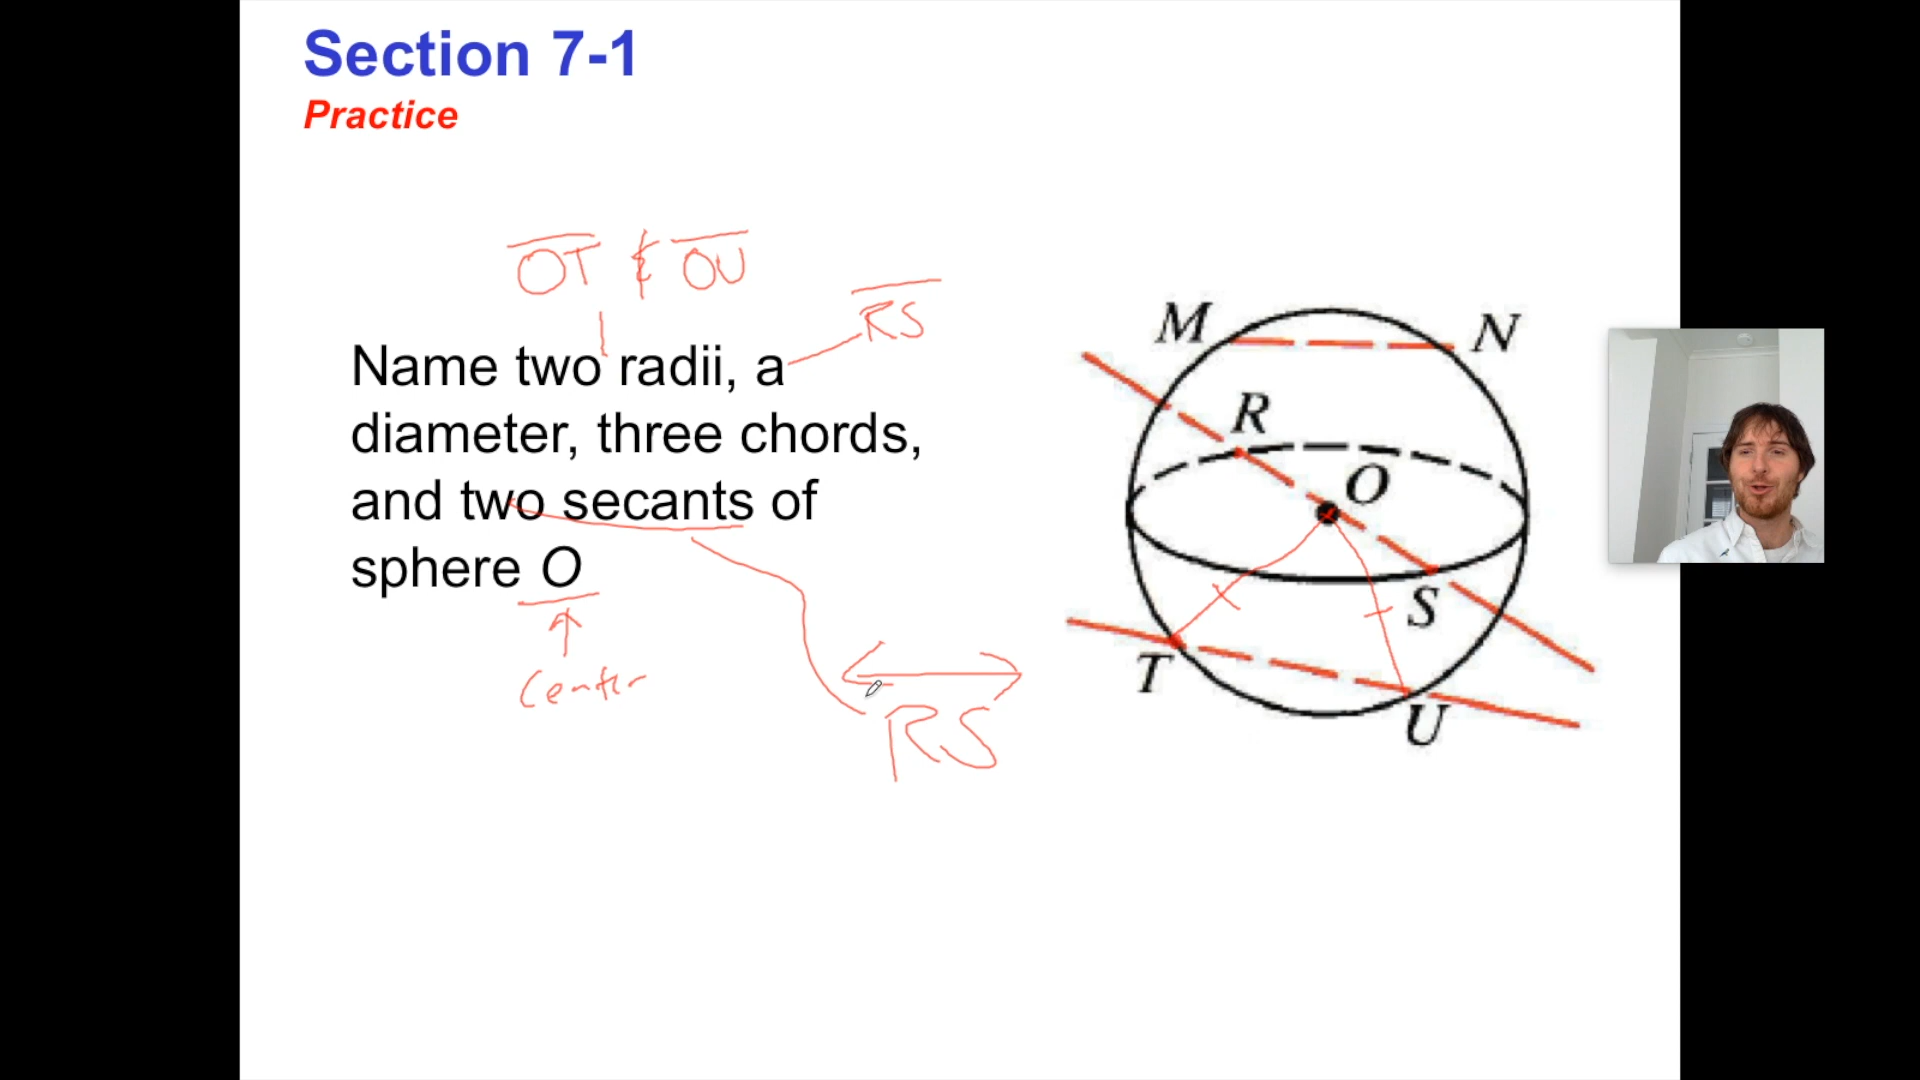 Section 7-1
Practice
OT & OU
RS
Name two radii, a
diameter, three chords,
and two secants of
sphere O
Center
RS
M
N
R
O
S
T
U